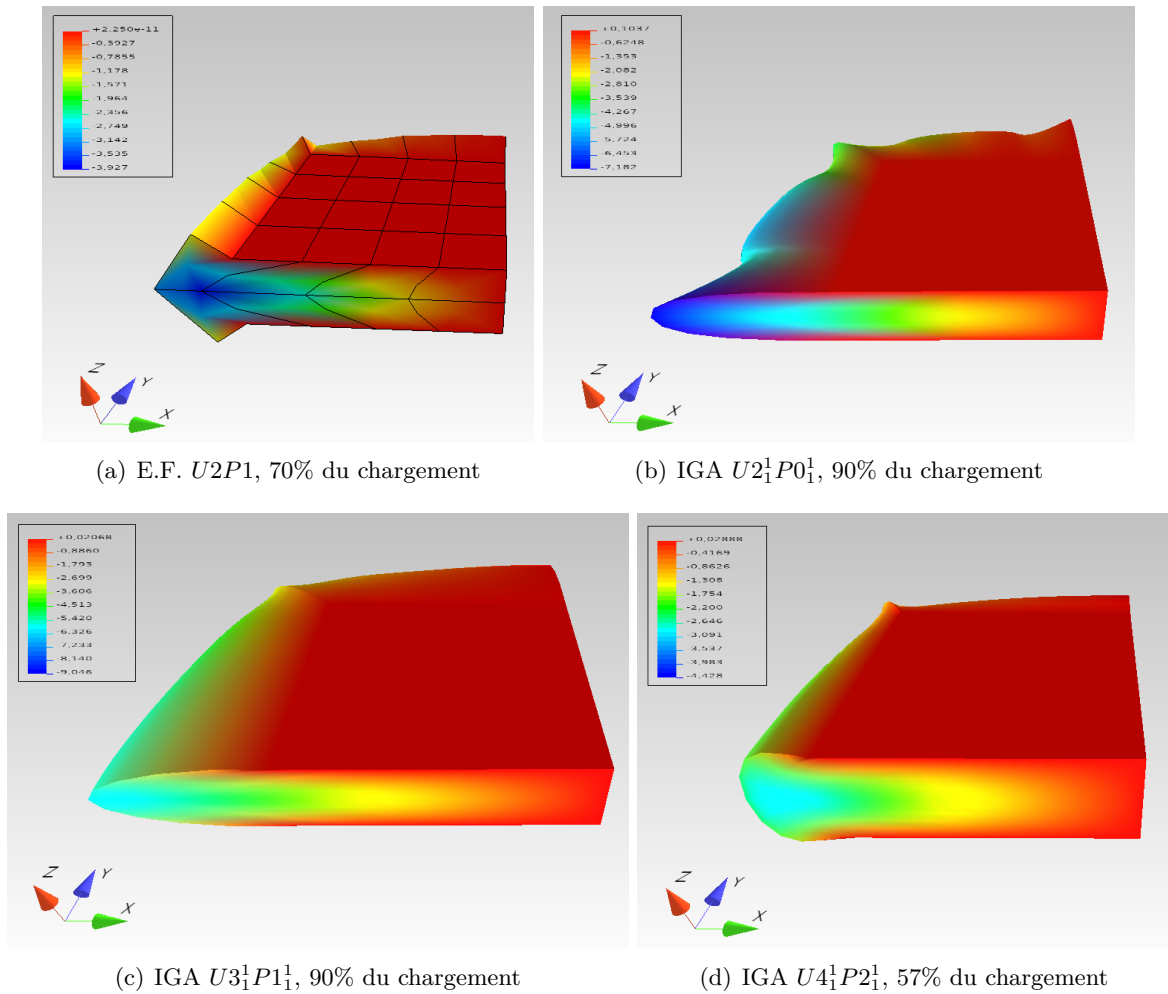 +2.250e-11
-0.3927
-0,7855
-1,178
-1,571
-1,964
-2,356
-2,749
-3,142
-3,535
-3,927
Z
Y
X
(a) E.F. U2P1, 70% du chargement
+0,1037
-0,6248
-1,353
-2,082
-2,810
-3,539
-4,267
-4,996
-5,724
-6,453
-7,182
Z
Y
X
(b) IGA U2¹₁P0¹₁, 90% du chargement
+0,02068
-0,8860
-1,793
-2,699
-3,606
-4,513
-5,420
-6,326
-7,233
-8,140
-9,046
Z
Y
X
(c) IGA U3¹₁P1¹₁, 90% du chargement
+0,02888
-0,4169
-0,8626
-1,308
-1,754
-2,200
-2,646
-3,091
-3,537
-3,983
-4,428
Z
Y
X
(d) IGA U4¹₁P2¹₁, 57% du chargement